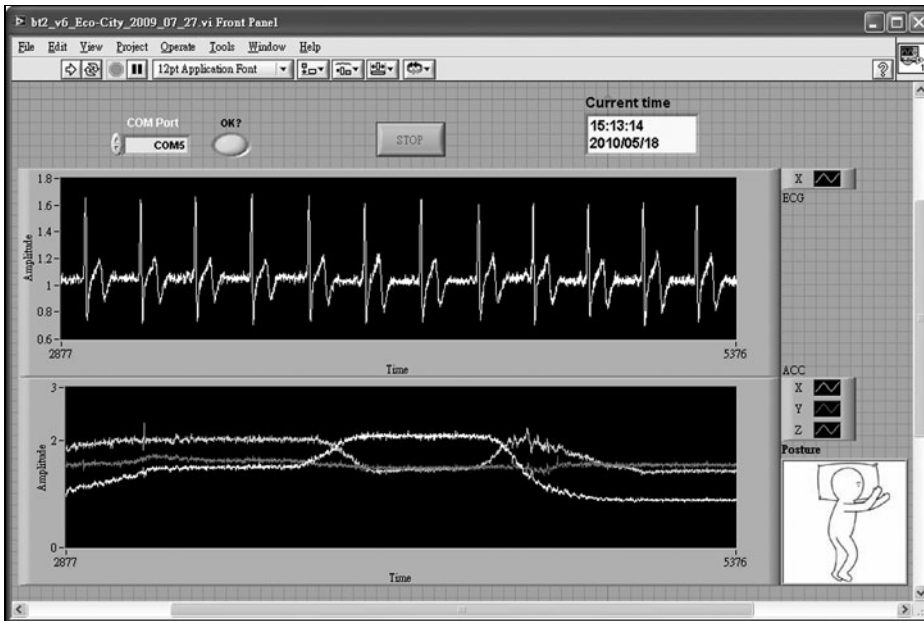 bt2_v6_Eco-City_2009_07_27.vi Front Panel
File Edit View Project Operate Tools Window Help
12pt Application Font
COM Port
COM5
OK?
STOP
Current time
15:13:14
2010/05/18
1.8
1.6
1.4
1.2
1
0.8
0.6
Amplitude
2877
5376
Time
X
ECG
3
2
0
Amplitude
2877
5376
Time
ACC
X
Y
Z
Posture